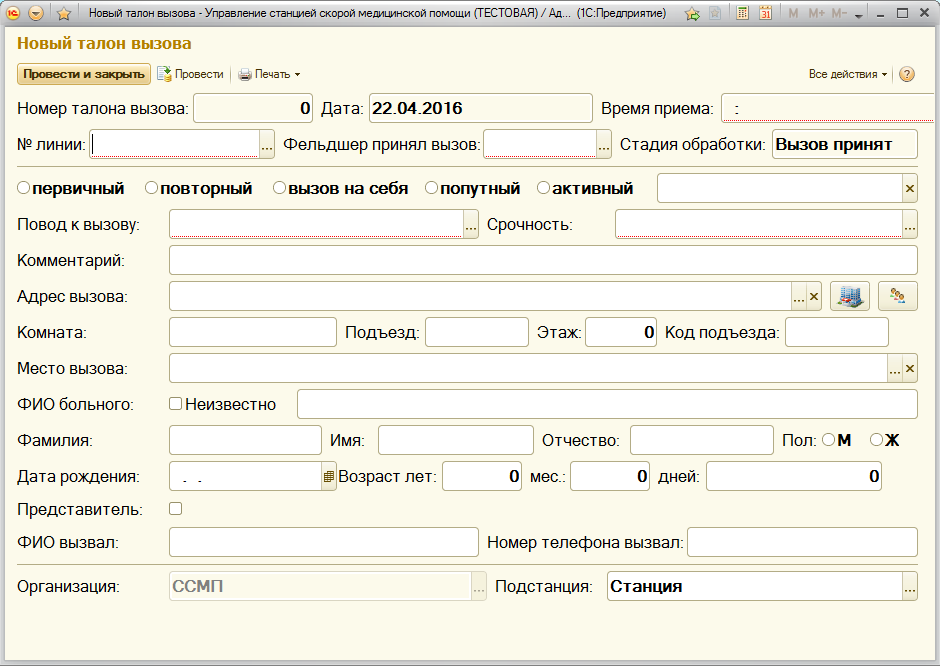 Новый талон вызова - Управление станцией скорой медицинской помощи (ТЕСТОВАЯ) / Ад... (1С:Предприятие) M M+ M-
Новый талон вызова
Провести и закрыть Провести Печать Все действия ?
Номер талона вызова: 0 Дата: 22.04.2016 Время приема: :
№ линии: ... Фельдшер принял вызов: ... Стадия обработки: Вызов принят
первичный повторный вызов на себя попутный активный ×
Повод к вызову: ... Срочность: ...
Комментарий:
Адрес вызова: ... ×
Комната: Подъезд: Этаж: 0 Код подъезда:
Место вызова: ... ×
ФИО больного: Неизвестно
Фамилия: Имя: Отчество: Пол: М Ж
Дата рождения: . . Возраст лет: 0 мес.: 0 дней: 0
Представитель:
ФИО вызвал: Номер телефона вызвал:
Организация: ССМП ... Подстанция: Станция ...